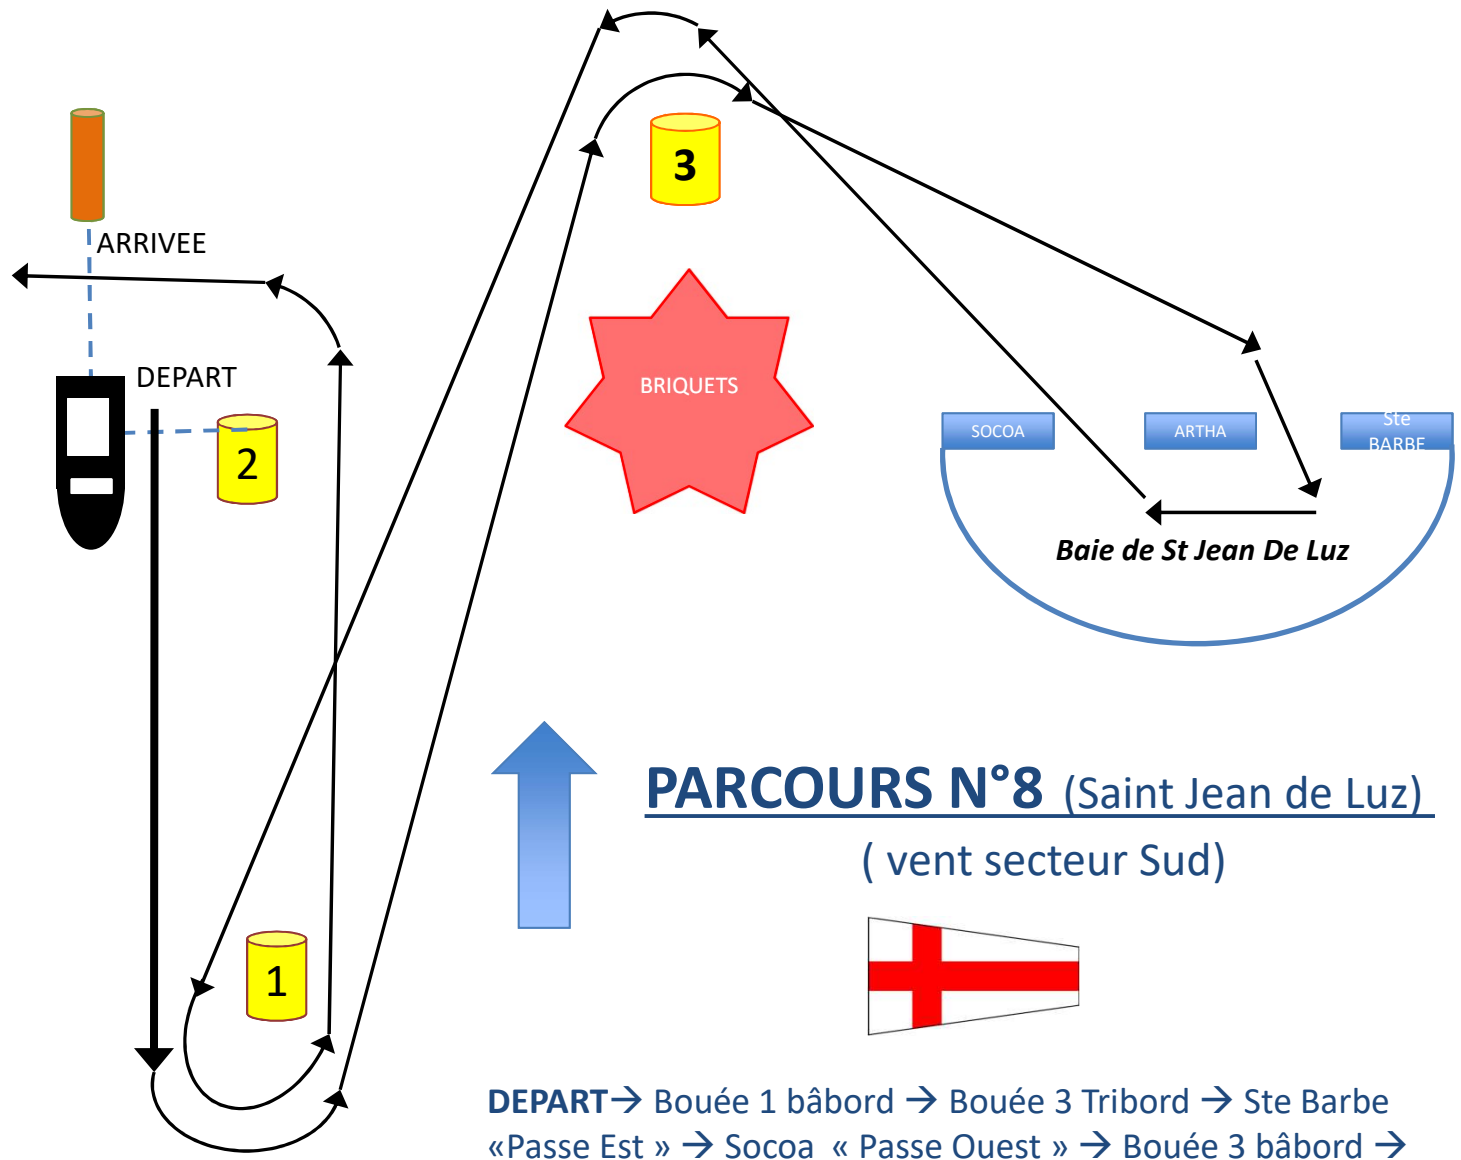 3
ARRIVEE
DEPART
2
BRIQUETS
SOCOA
ARTHA
Ste
BARBE
Baie de St Jean De Luz
PARCOURS N°8 (Saint Jean de Luz)
( vent secteur Sud)
1
DEPART→ Bouée 1 bâbord → Bouée 3 Tribord → Ste Barbe
«Passe Est » → Socoa « Passe Ouest » → Bouée 3 bâbord →